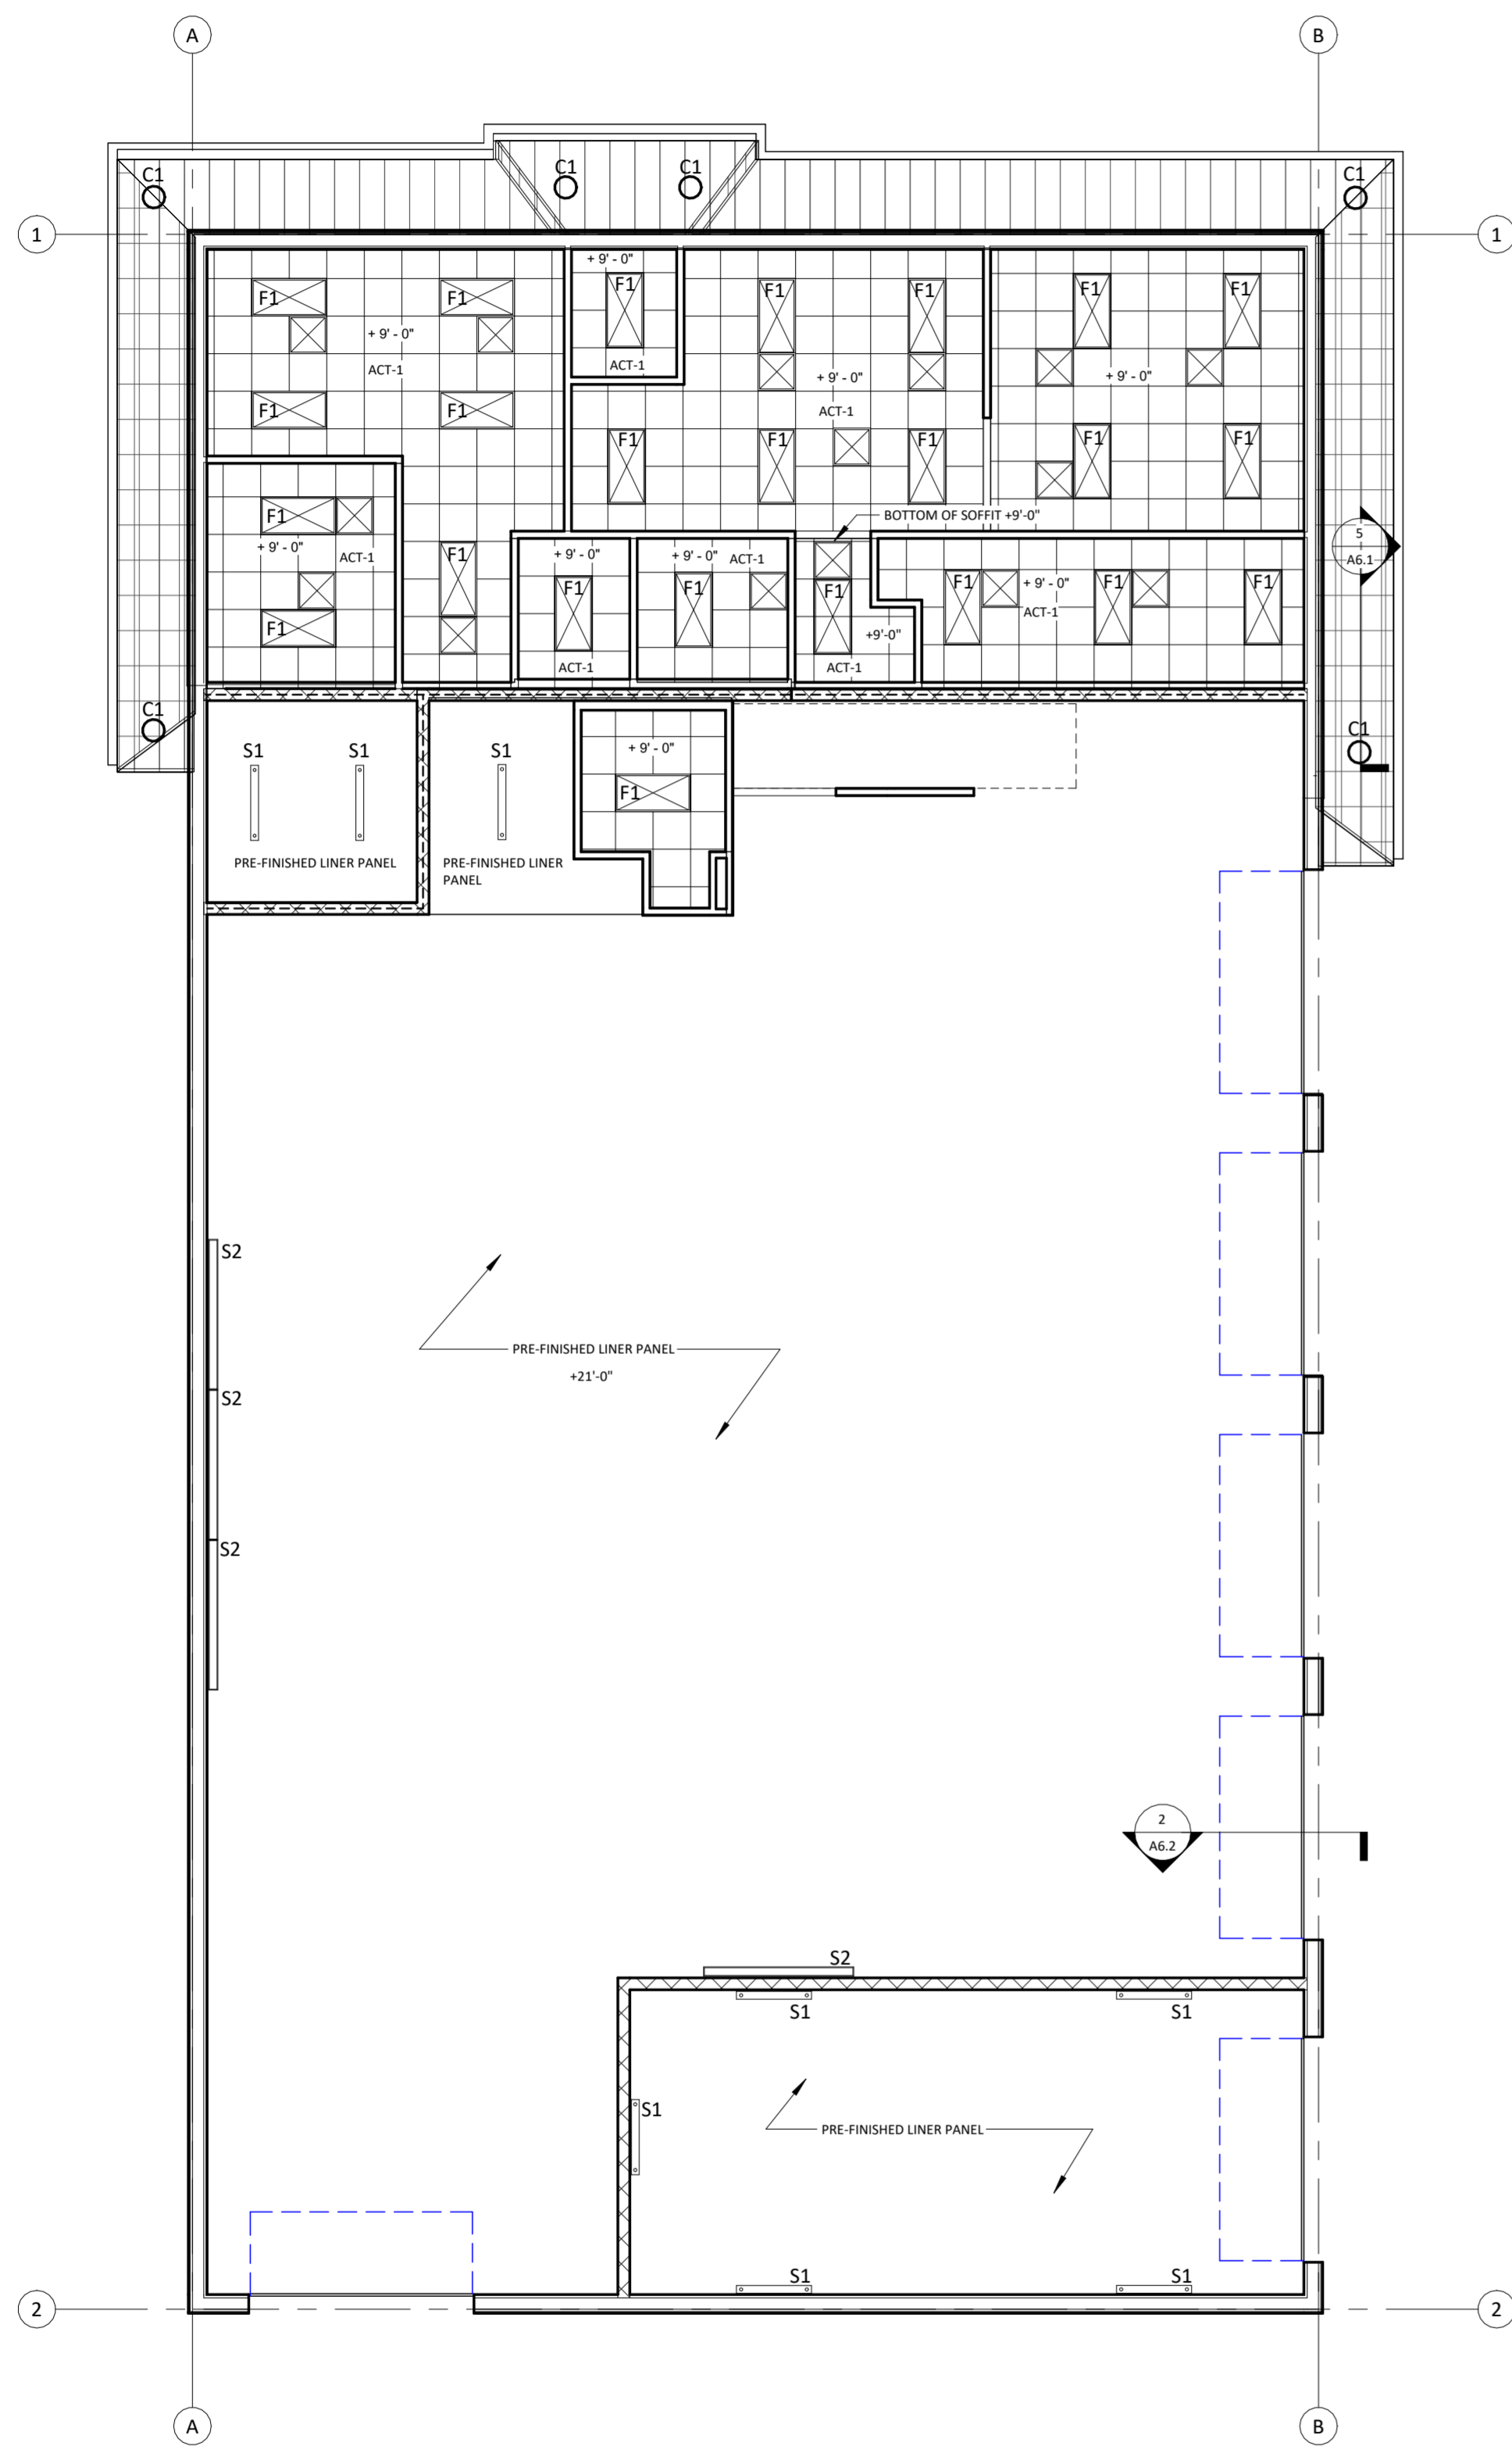 A
B
C1
C1
C1
C1
1
1
+ 9' - 0"
F1
F1
F1
F1
F1
F1
F1
+ 9' - 0"
ACT-1
ACT-1
+ 9' - 0"
+ 9' - 0"
ACT-1
F1
F1
ACT-1
F1
F1
F1
F1
F1
BOTTOM OF SOFFIT +9'-0"
F1
5
A6.1
+ 9' - 0"
ACT-1
F1
+ 9' - 0"
+ 9' - 0"
ACT-1
F1
F1
F1
F1
F1
F1
+ 9' - 0"
ACT-1
F1
+9'-0"
ACT-1
ACT-1
C1
C1
S1
S1
S1
+ 9' - 0"
F1
PRE-FINISHED LINER PANEL
PRE-FINISHED LINER
PANEL
S2
PRE-FINISHED LINER PANEL
+21'-0"
S2
S2
2
A6.2
S2
S1
S1
S1
PRE-FINISHED LINER PANEL
S1
S1
2
2
A
B